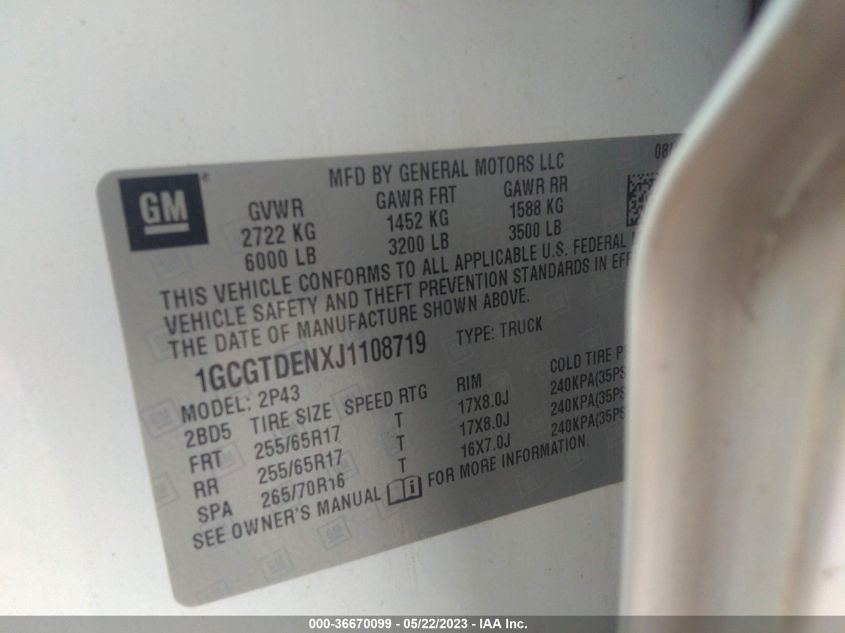 GM
MFD BY GENERAL MOTORS LLC
GVWR GAWR FRT GAWR RR
2722 KG 1452 KG 1588 KG
6000 LB 3200 LB 3500 LB
THIS VEHICLE CONFORMS TO ALL APPLICABLE U.S. FEDERAL
VEHICLE SAFETY AND THEFT PREVENTION STANDARDS IN
THE DATE OF MANUFACTURE SHOWN ABOVE.
1GCGTDENXJ1108719 TYPE: TRUCK
MODEL: 2P43
2BD5 TIRE SIZE SPEED RTG RIM COLD TIRE
FRT 255/65R17 T 17X8.0J 240KPA(35PS
RR 255/65R17 T 17X8.0J 240KPA(35PS
SPA 265/70R16 T 16X7.0J 240KPA(35PS
SEE OWNER'S MANUAL FOR MORE INFORMATION.
000-36670099 - 05/22/2023 - IAA Inc.